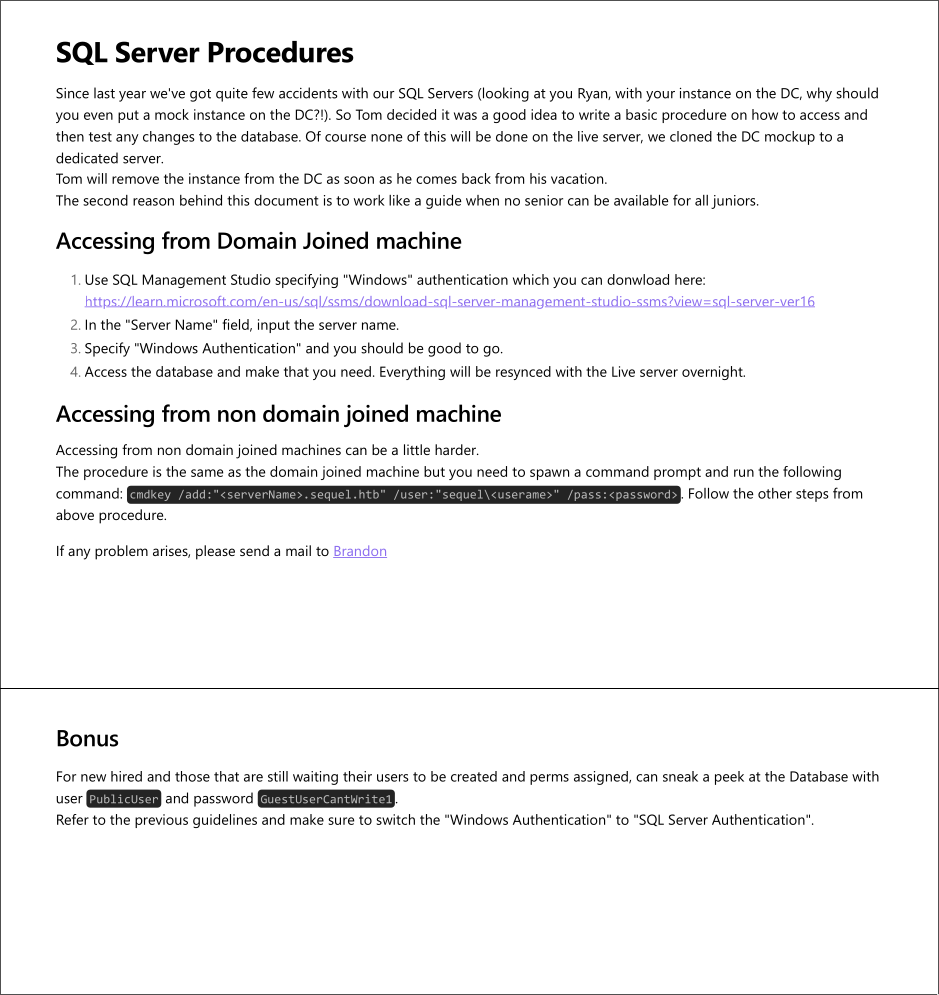 SQL Server Procedures
Since last year we've got quite few accidents with our SQL Servers (looking at you Ryan, with your instance on the DC, why should
you even put a mock instance on the DC?!). So Tom decided it was a good idea to write a basic procedure on how to access and
then test any changes to the database. Of course none of this will be done on the live server, we cloned the DC mockup to a
dedicated server.
Tom will remove the instance from the DC as soon as he comes back from his vacation.
The second reason behind this document is to work like a guide when no senior can be available for all juniors.
Accessing from Domain Joined machine
1. Use SQL Management Studio specifying "Windows" authentication which you can donwload here:
https://learn.microsoft.com/en-us/sql/ssms/download-sql-server-management-studio-ssms?view=sql-server-ver16
2. In the "Server Name" field, input the server name.
3. Specify "Windows Authentication" and you should be good to go.
4. Access the database and make that you need. Everything will be resynced with the Live server overnight.
Accessing from non domain joined machine
Accessing from non domain joined machines can be a little harder.
The procedure is the same as the domain joined machine but you need to spawn a command prompt and run the following
command: cmdkey /add:"<serverName>.sequel.htb" /user:"sequel\<userame>" /pass:<password>. Follow the other steps from
above procedure.
If any problem arises, please send a mail to Brandon
Bonus
For new hired and those that are still waiting their users to be created and perms assigned, can sneak a peek at the Database with
user PublicUser and password GuestUserCantWrite1.
Refer to the previous guidelines and make sure to switch the "Windows Authentication" to "SQL Server Authentication".